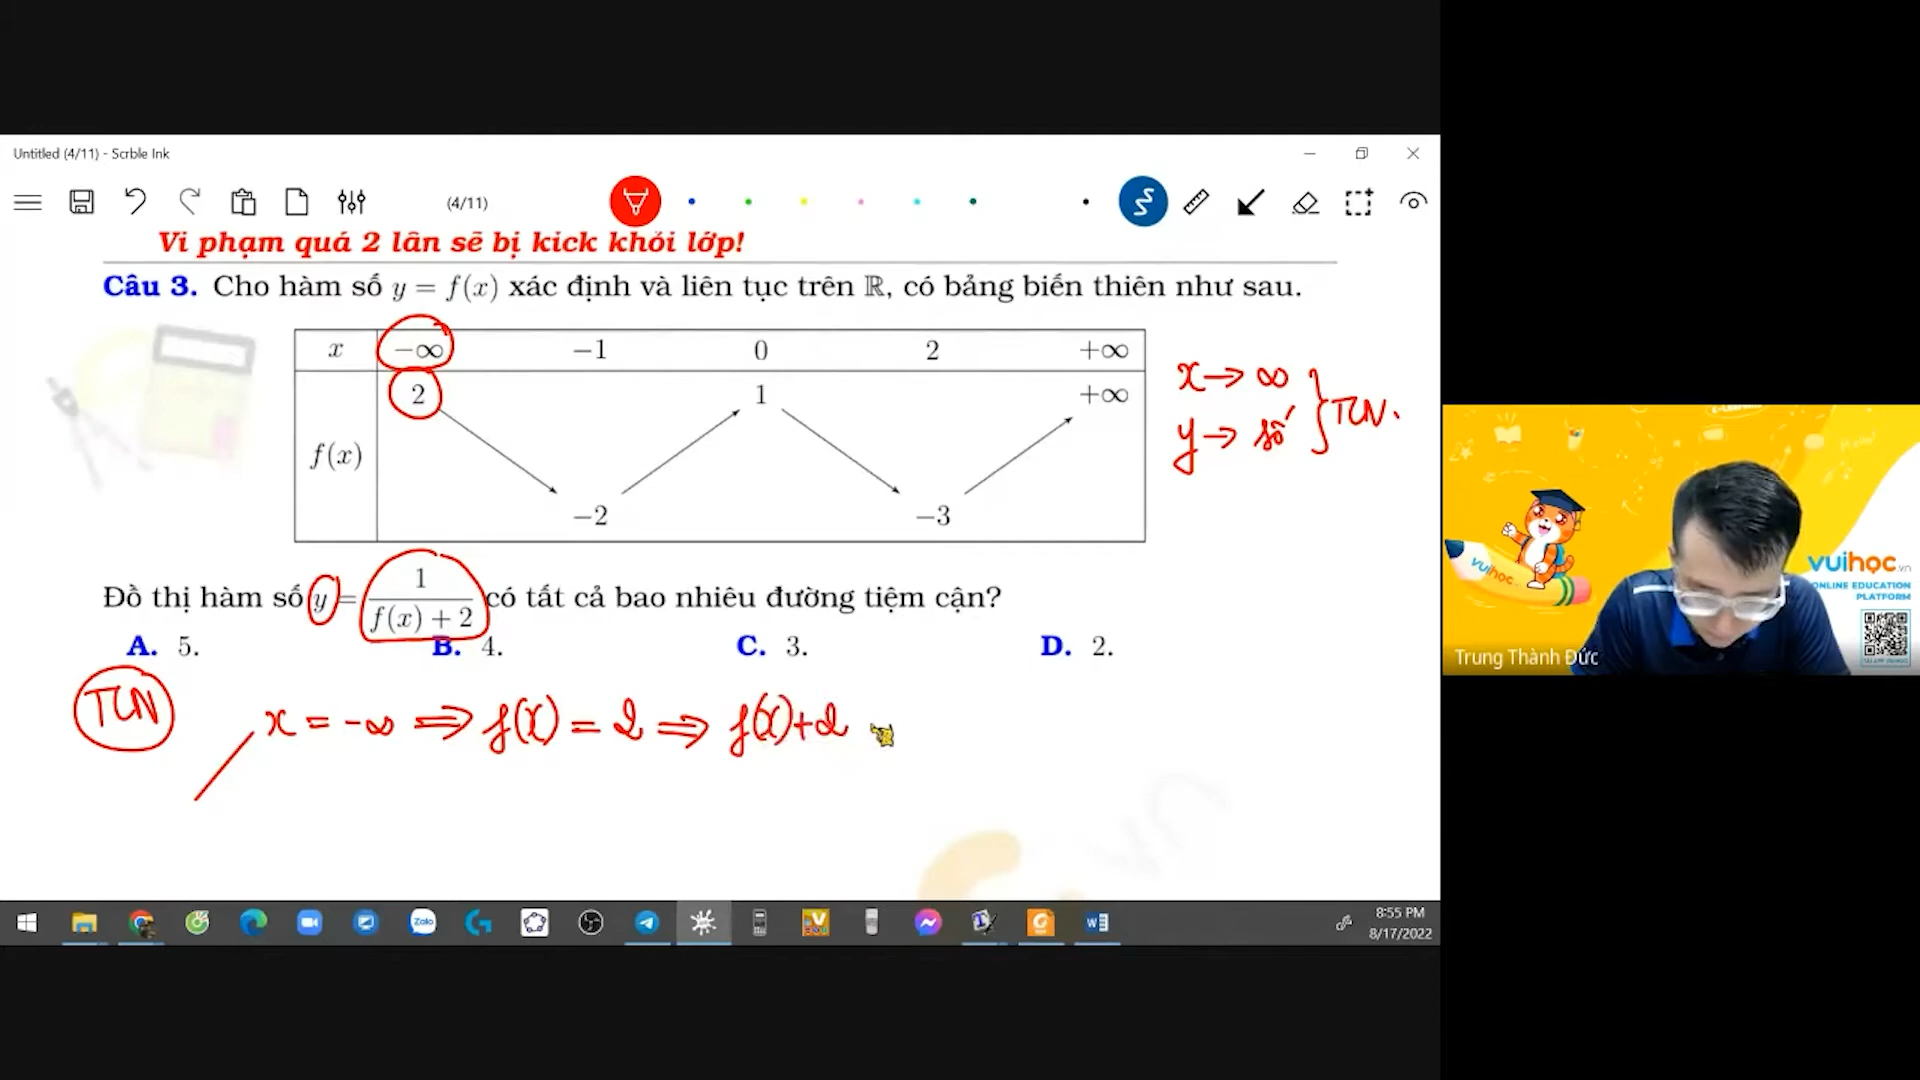 Untitled (4/11) - Scrble Ink
(4/11)
Vi phạm quá 2 lần sẽ bị kick khỏi lớp!
Câu 3. Cho hàm số y = f(x) xác định và liên tục trên ℝ, có bảng biến thiên như sau.
x −∞ −1 0 2 +∞
2 1 +∞
f(x)
−2 −3
x → ∞
y → số
} TCN.
Đồ thị hàm số y = 1/(f(x) + 2) có tất cả bao nhiêu đường tiệm cận?
A. 5. B. 4. C. 3. D. 2.
TCN
x = -∞ ⇒ f(x) = 2 ⇒ f(x)+2
.vn
vuihọc
vuihọc.vn
ONLINE EDUCATION
PLATFORM
Trung Thành Đức
Zalo
8:55 PM
8/17/2022